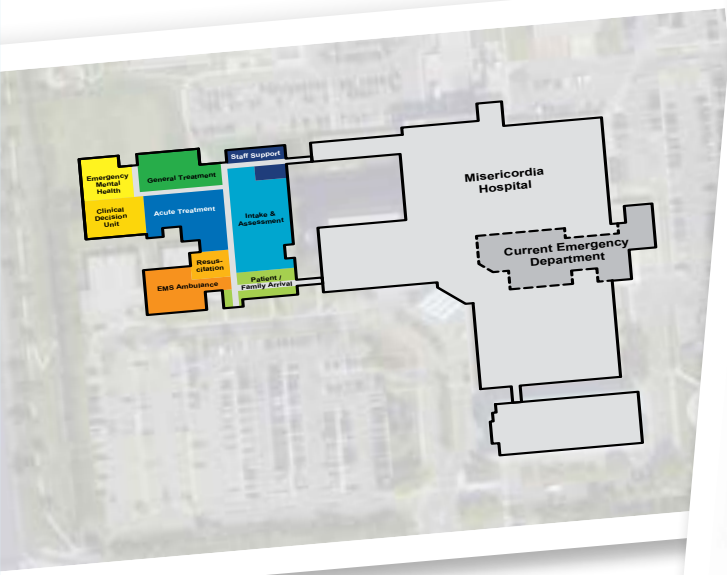 Staff Support
Emergency
Mental
Health
General Treatment
Misericordia
Hospital
Clinical
Decision
Unit
Acute Treatment
Intake &
Assessment
Current Emergency
Department
Resus-
citation
EMS Ambulance
Patient /
Family Arrival